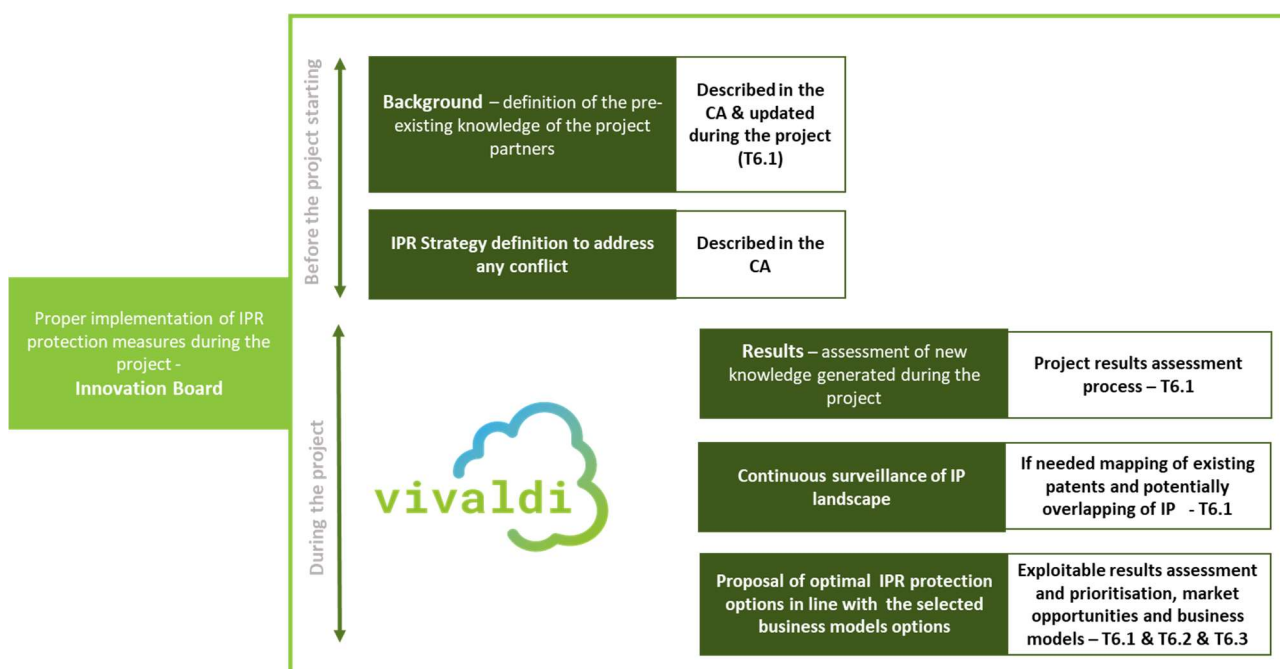 Before the project starting
Background – definition of the pre-
existing knowledge of the project
partners
Described in the
CA & updated
during the project
(T6.1)
IPR Strategy definition to address
any conflict
Described in the
CA
Proper implementation of IPR
protection measures during the
project -
Innovation Board
During the project
vivaldi
Results – assessment of new
knowledge generated during the
project
Project results assessment
process – T6.1
Continuous surveillance of IP
landscape
If needed mapping of existing
patents and potentially
overlapping of IP - T6.1
Proposal of optimal IPR protection
options in line with the selected
business models options
Exploitable results assessment
and prioritisation, market
opportunities and business
models – T6.1 & T6.2 & T6.3